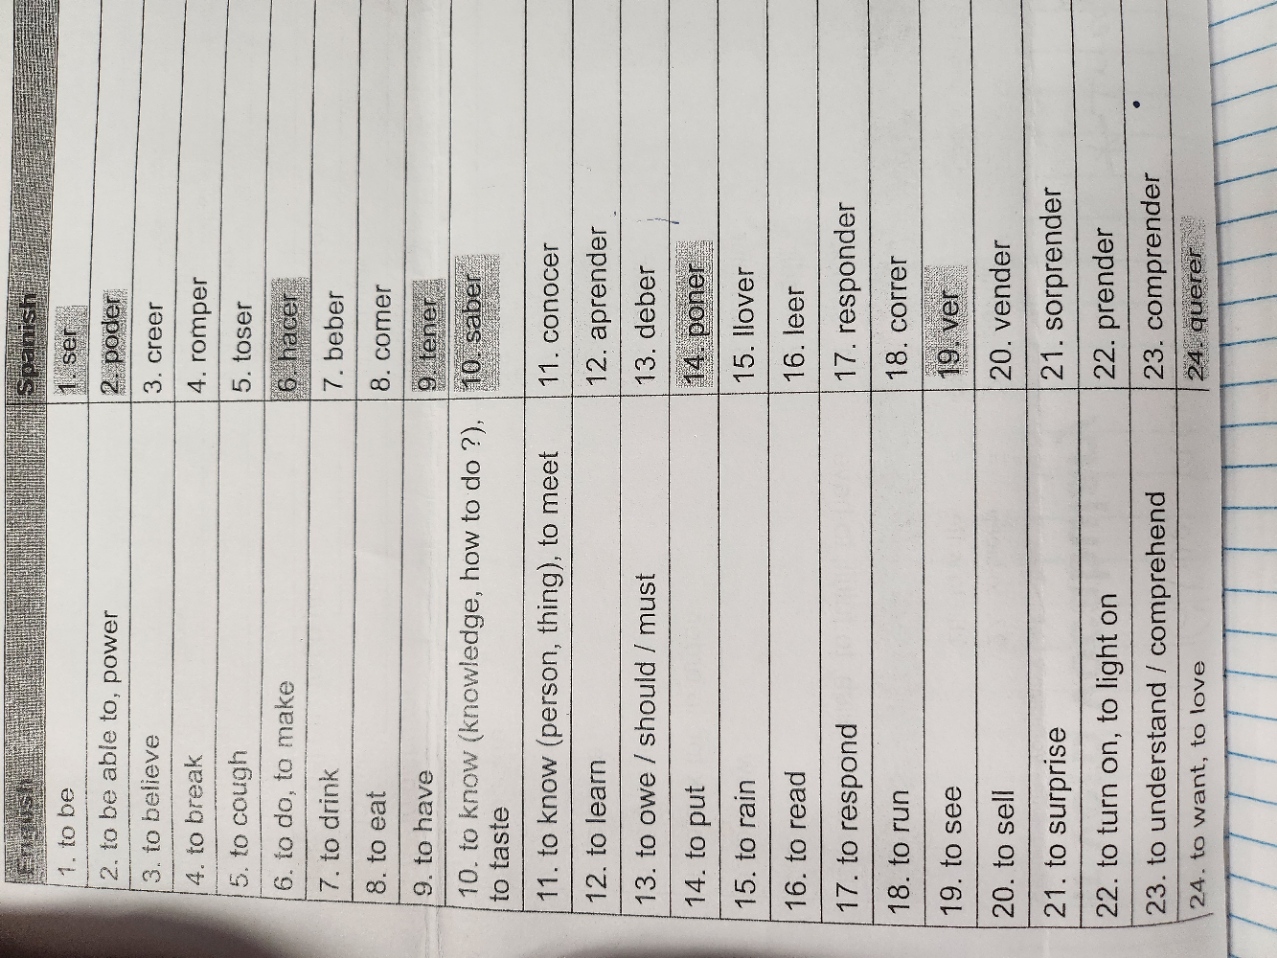 English Spanish
1. to be 1. ser
2. to be able to, power 2. poder
3. to believe 3. creer
4. to break 4. romper
5. to cough 5. toser
6. to do, to make 6. hacer
7. to drink 7. beber
8. to eat 8. comer
9. to have 9. tener
10. to know (knowledge, how to do ?), 10. saber
to taste
11. to know (person, thing), to meet 11. conocer
12. to learn 12. aprender
13. to owe / should / must 13. deber
14. to put 14. poner
15. to rain 15. llover
16. to read 16. leer
17. to respond 17. responder
18. to run 18. correr
19. to see 19. ver
20. to sell 20. vender
21. to surprise 21. sorprender
22. to turn on, to light on 22. prender
23. to understand / comprehend 23. comprender
24. to want, to love 24. querer